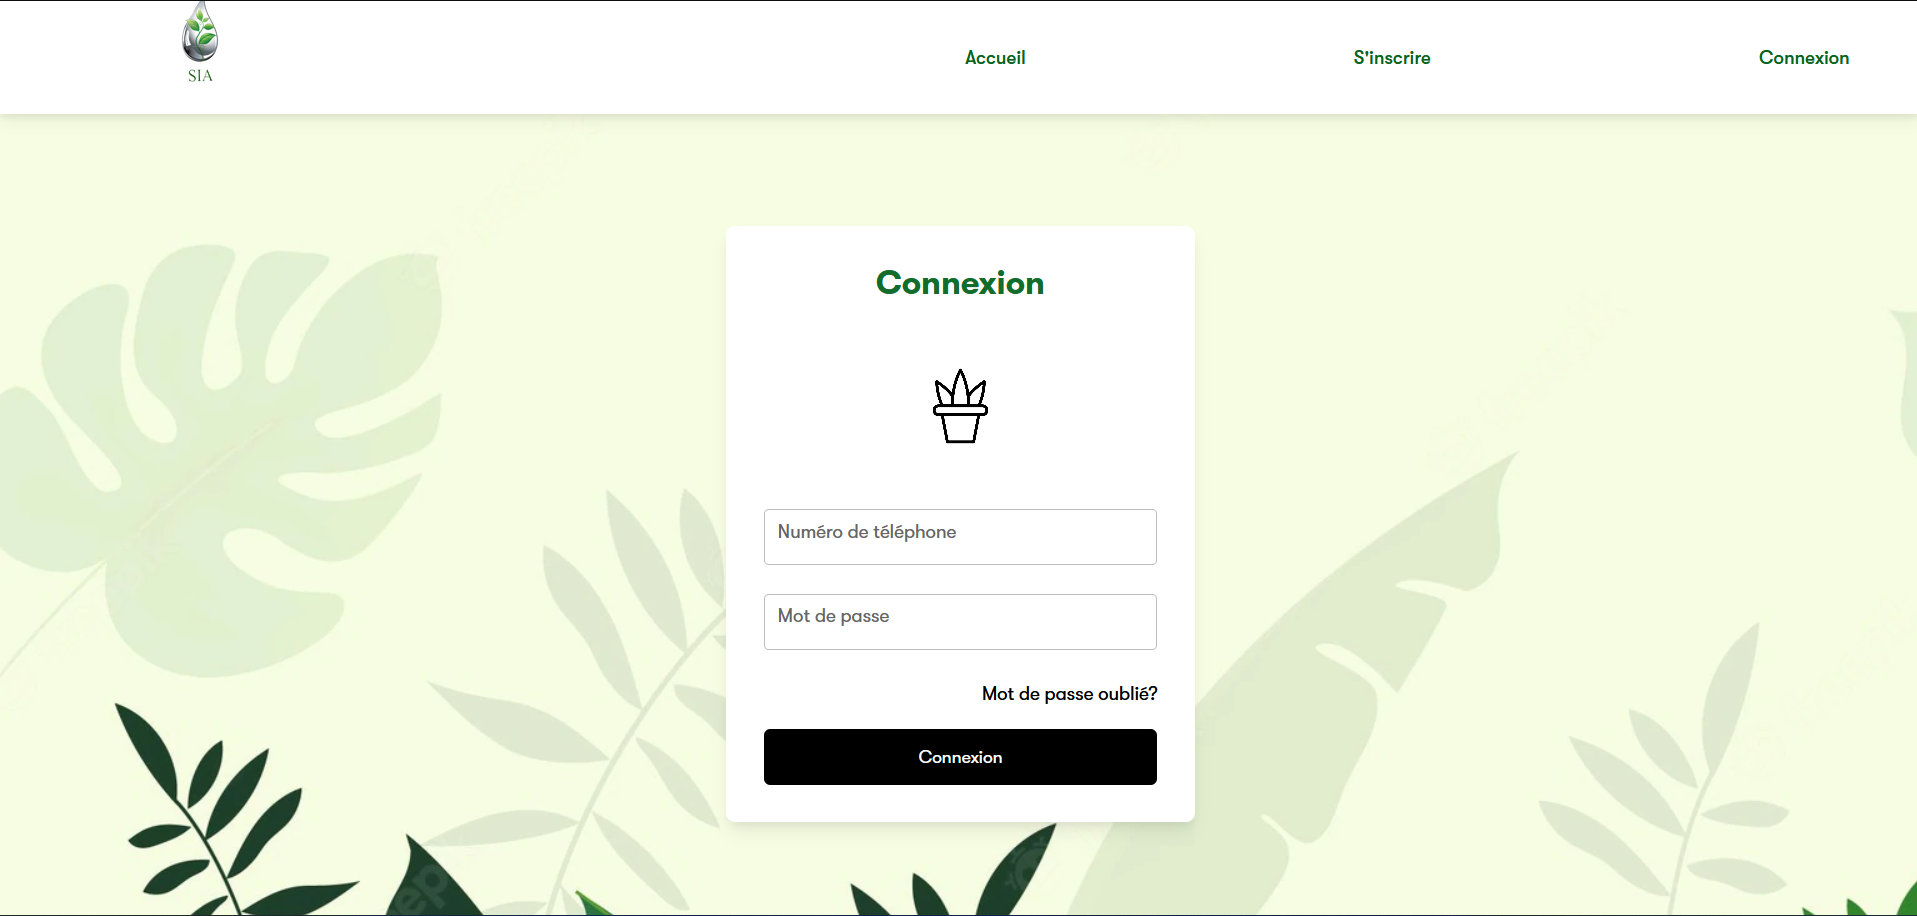 SIA
Accueil
S'inscrire
Connexion
Connexion
Numéro de téléphone
Mot de passe
Mot de passe oublié?
Connexion